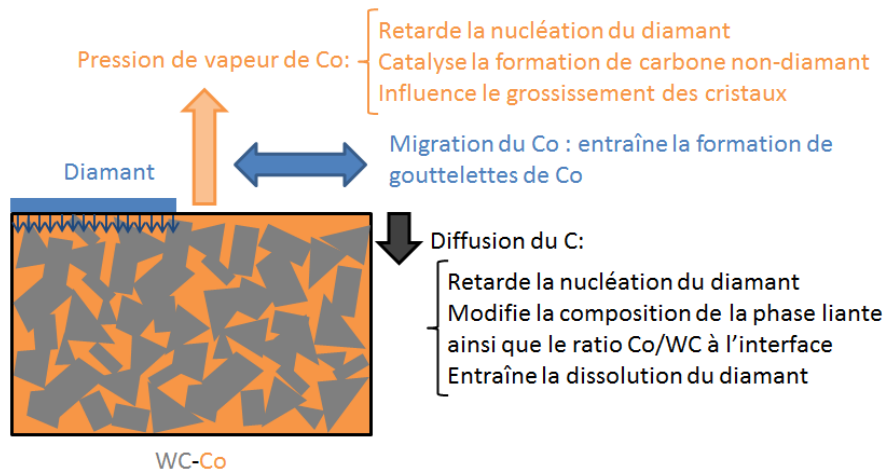 Retarde la nucléation du diamant
Pression de vapeur de Co:
Catalyse la formation de carbone non-diamant
Influence le grossissement des cristaux
Migration du Co : entraîne la formation de
gouttelettes de Co
Diamant
Diffusion du C:
Retarde la nucléation du diamant
Modifie la composition de la phase liante
ainsi que le ratio Co/WC à l'interface
Entraîne la dissolution du diamant
WC-Co